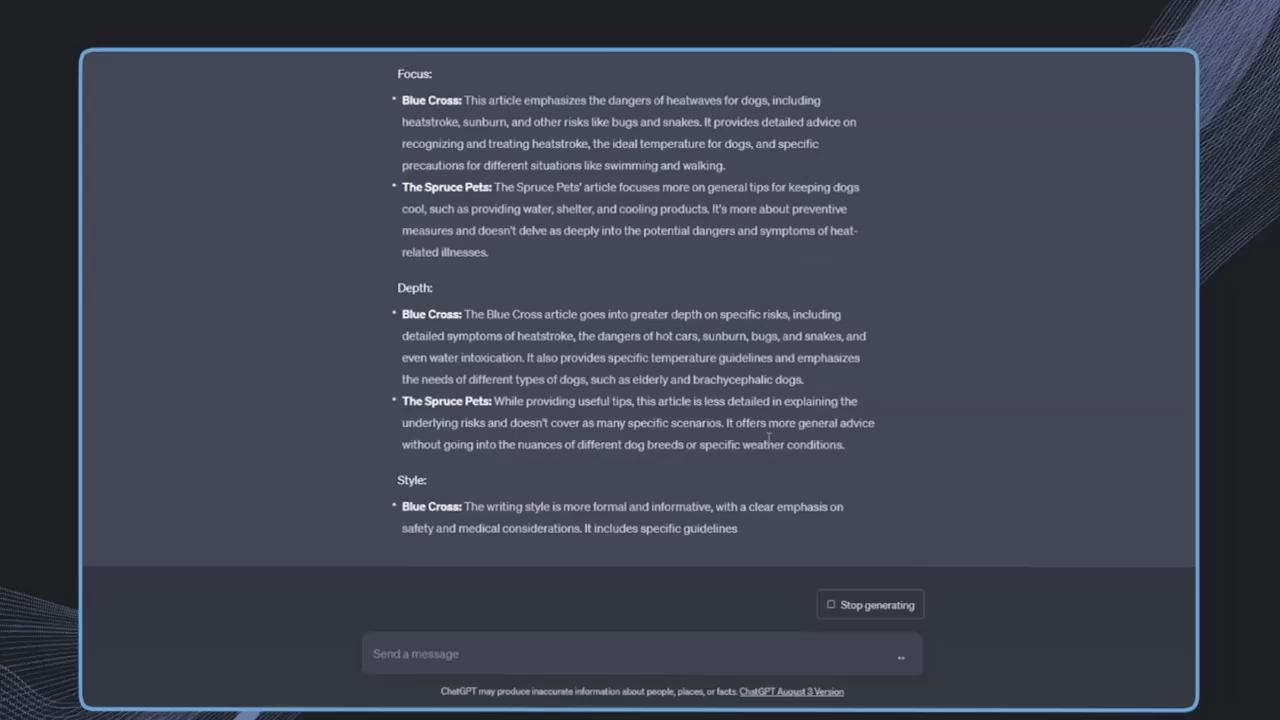 Focus:
• Blue Cross: This article emphasizes the dangers of heatwaves for dogs, including
heatstroke, sunburn, and other risks like bugs and snakes. It provides detailed advice on
recognizing and treating heatstroke, the ideal temperature for dogs, and specific
precautions for different situations like swimming and walking.
• The Spruce Pets: The Spruce Pets' article focuses more on general tips for keeping dogs
cool, such as providing water, shelter, and cooling products. It's more about preventive
measures and doesn't delve as deeply into the potential dangers and symptoms of heat-
related illnesses.
Depth:
• Blue Cross: The Blue Cross article goes into greater depth on specific risks, including
detailed symptoms of heatstroke, the dangers of hot cars, sunburn, bugs, and snakes, and
even water intoxication. It also provides specific temperature guidelines and emphasizes
the needs of different types of dogs, such as elderly and brachycephalic dogs.
• The Spruce Pets: While providing useful tips, this article is less detailed in explaining the
underlying risks and doesn't cover as many specific scenarios. It offers more general advice
without going into the nuances of different dog breeds or specific weather conditions.
Style:
• Blue Cross: The writing style is more formal and informative, with a clear emphasis on
safety and medical considerations. It includes specific guidelines
Stop generating
Send a message
ChatGPT may produce inaccurate information about people, places, or facts. ChatGPT August 3 Version